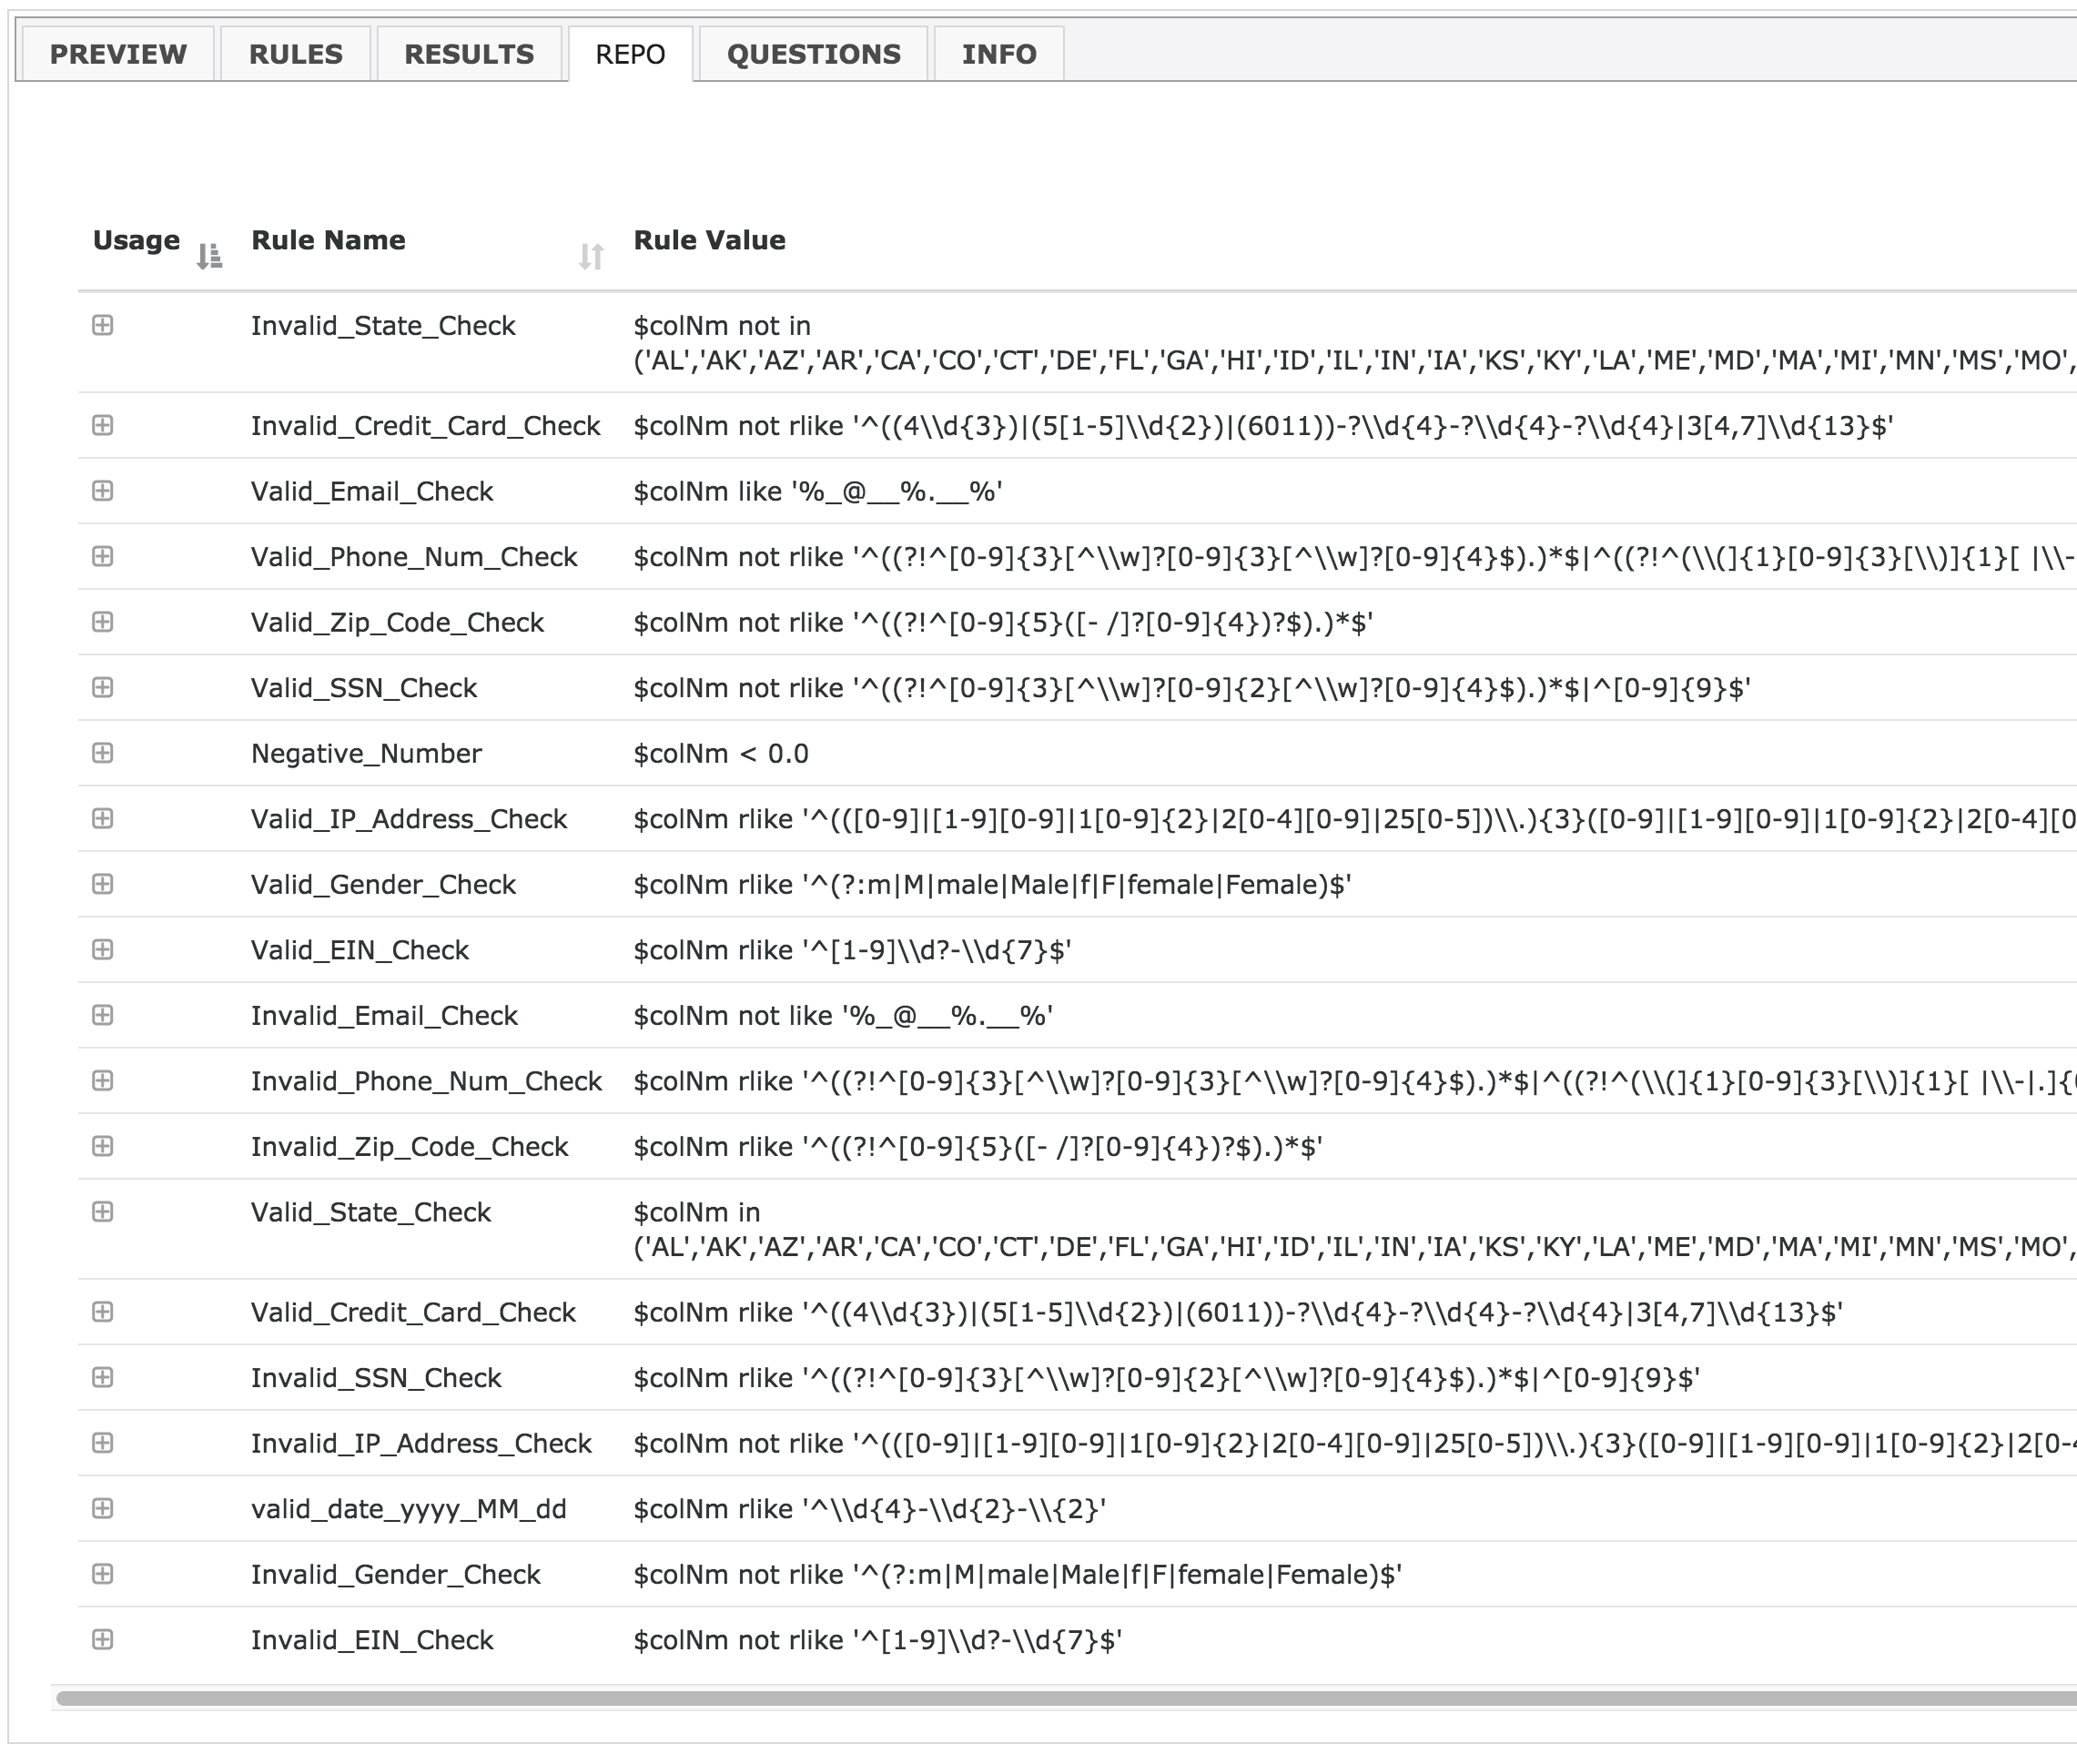 PREVIEW RULES RESULTS REPO QUESTIONS INFO
Usage Rule Name Rule Value
Invalid_State_Check $colNm not in
('AL','AK','AZ','AR','CA','CO','CT','DE','FL','GA','HI','ID','IL','IN','IA','KS','KY','LA','ME','MD','MA','MI','MN','MS','MO',
Invalid_Credit_Card_Check $colNm not rlike '^((4\\d{3})|(5[1-5]\\d{2})|(6011))-?\\d{4}-?\\d{4}-?\\d{4}|3[4,7]\\d{13}$'
Valid_Email_Check $colNm like '%_@__%.__%'
Valid_Phone_Num_Check $colNm not rlike '^((?!^[0-9]{3}[^\\w]?[0-9]{3}[^\\w]?[0-9]{4}$).)*$|^((?!^(\\(]{1}[0-9]{3}[\\)]{1}[ |\\-
Valid_Zip_Code_Check $colNm not rlike '^((?!^[0-9]{5}([- /]?[0-9]{4})?$).)*$'
Valid_SSN_Check $colNm not rlike '^((?!^[0-9]{3}[^\\w]?[0-9]{2}[^\\w]?[0-9]{4}$).)*$|^[0-9]{9}$'
Negative_Number $colNm < 0.0
Valid_IP_Address_Check $colNm rlike '^(([0-9]|[1-9][0-9]|1[0-9]{2}|2[0-4][0-9]|25[0-5])\\.){3}([0-9]|[1-9][0-9]|1[0-9]{2}|2[0-4][0
Valid_Gender_Check $colNm rlike '^(?:m|M|male|Male|f|F|female|Female)$'
Valid_EIN_Check $colNm rlike '^[1-9]\\d?-\\d{7}$'
Invalid_Email_Check $colNm not like '%_@__%.__%'
Invalid_Phone_Num_Check $colNm rlike '^((?!^[0-9]{3}[^\\w]?[0-9]{3}[^\\w]?[0-9]{4}$).)*$|^((?!^(\\(]{1}[0-9]{3}[\\)]{1}[ |\\-|.]{
Invalid_Zip_Code_Check $colNm rlike '^((?!^[0-9]{5}([- /]?[0-9]{4})?$).)*$'
Valid_State_Check $colNm in
('AL','AK','AZ','AR','CA','CO','CT','DE','FL','GA','HI','ID','IL','IN','IA','KS','KY','LA','ME','MD','MA','MI','MN','MS','MO',
Valid_Credit_Card_Check $colNm rlike '^((4\\d{3})|(5[1-5]\\d{2})|(6011))-?\\d{4}-?\\d{4}-?\\d{4}|3[4,7]\\d{13}$'
Invalid_SSN_Check $colNm rlike '^((?!^[0-9]{3}[^\\w]?[0-9]{2}[^\\w]?[0-9]{4}$).)*$|^[0-9]{9}$'
Invalid_IP_Address_Check $colNm not rlike '^(([0-9]|[1-9][0-9]|1[0-9]{2}|2[0-4][0-9]|25[0-5])\\.){3}([0-9]|[1-9][0-9]|1[0-9]{2}|2[0-
valid_date_yyyy_MM_dd $colNm rlike '^\\d{4}-\\d{2}-\\{2}'
Invalid_Gender_Check $colNm not rlike '^(?:m|M|male|Male|f|F|female|Female)$'
Invalid_EIN_Check $colNm not rlike '^[1-9]\\d?-\\d{7}$'